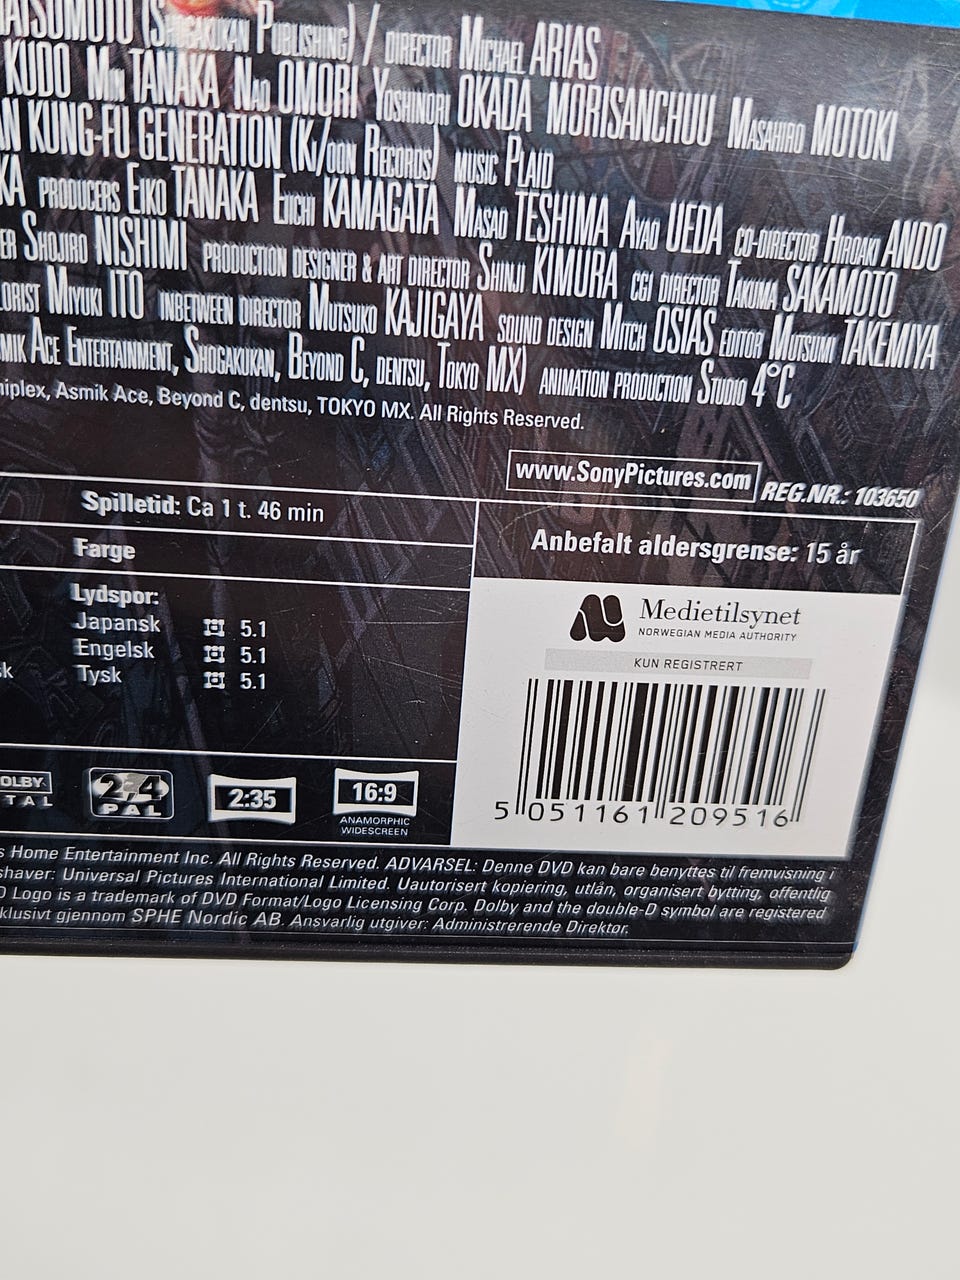 (SHOGAKUKAN PUBLISHING) / DIRECTOR MICHAEL ARIAS
KUDO MIN TANAKA NAO OMORI YOSHINORI OKADA MORISANCHUU MASAHIRO MOTOKI
KUNG-FU GENERATION (KI/OON RECORDS) MUSIC PLAID
PRODUCERS EIKO TANAKA EIICHI KAMAGATA MASAO TESHIMA AYAO UEDA CO-DIRECTOR HIROAKI ANDO
SHOJIRO NISHIMI PRODUCTION DESIGNER & ART DIRECTOR SHINJI KIMURA CGI DIRECTOR TAKUMA SAKAMOTO
MIYUKI ITO INBETWEEN DIRECTOR MUTSUKO KAJIGAYA SOUND DESIGN MITCH OSIAS EDITOR MUTSUMI TAKEMIYA
ACE ENTERTAINMENT, SHOGAKUKAN, BEYOND C, DENTSU, TOKYO MX) ANIMATION PRODUCTION STUDIO 4°C
Asmik Ace, Beyond C, dentsu, TOKYO MX. All Rights Reserved.
www.SonyPictures.com REG.NR.: 103650
Spilletid: Ca 1 t. 46 min
Farge
Lydspor:
Japansk 5.1
Engelsk 5.1
Tysk 5.1
Anbefalt aldersgrense: 15 år
Medietilsynet
NORWEGIAN MEDIA AUTHORITY
KUN REGISTRERT
5 051161 209516
2,4
PAL
2:35
16:9
ANAMORPHIC
WIDESCREEN
Home Entertainment Inc. All Rights Reserved. ADVARSEL: Denne DVD kan bare benyttes til fremvisning i
Universal Pictures International Limited. Uautorisert kopiering, utlån, organisert bytting, offentlig
Logo is a trademark of DVD Format/Logo Licensing Corp. Dolby and the double-D symbol are registered
gjennom SPHE Nordic AB. Ansvarlig utgiver: Administrerende Direktør.